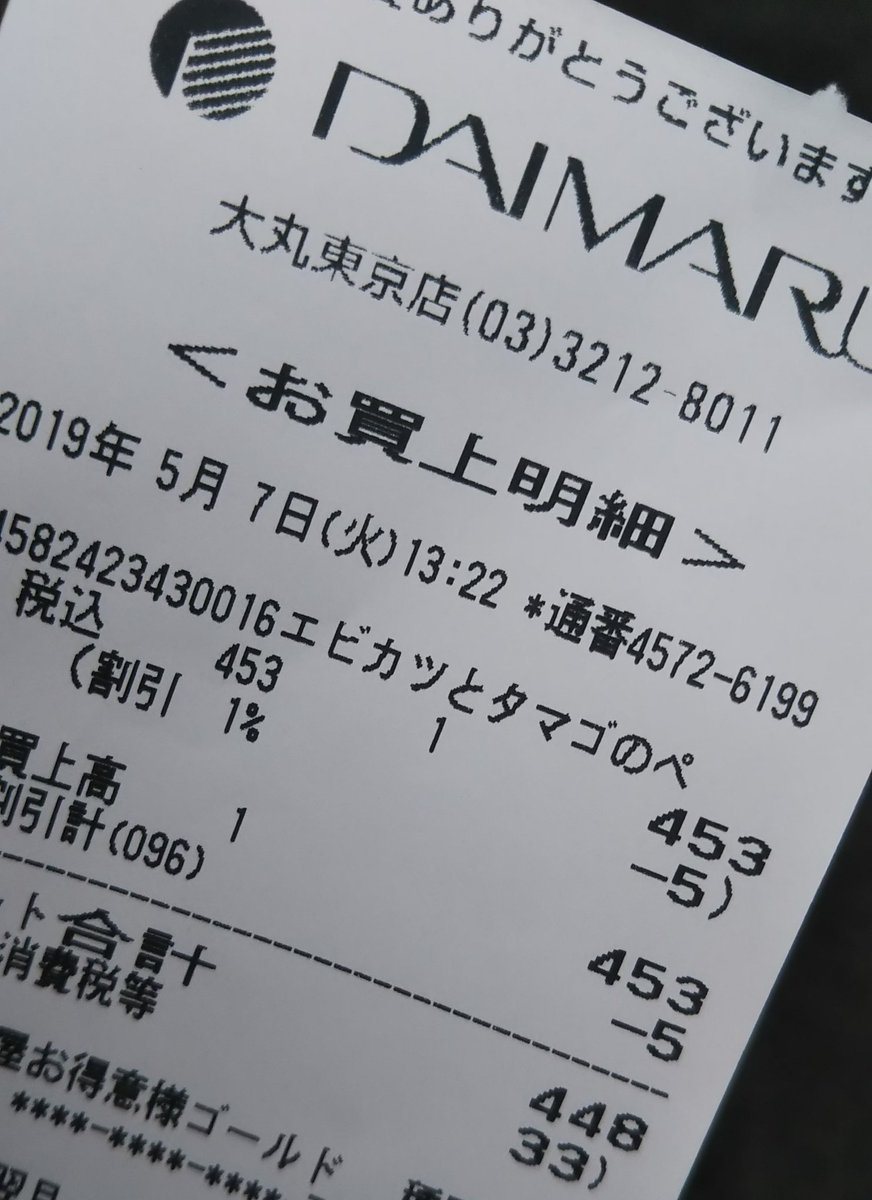 ありがとうございます
DAIMARU
大丸東京店(03)3212-8011
<お買上明細>
2019年 5月 7日(火)13:22 *通番4572-6199
4582423430016エビカツとタマゴのペ
税込 453 1 453
(割引 1% -5)
買上高 1 453
割引計(096) -5
合計 448
消費税等 33)
お得意様ゴールド
****-****-****
翌月